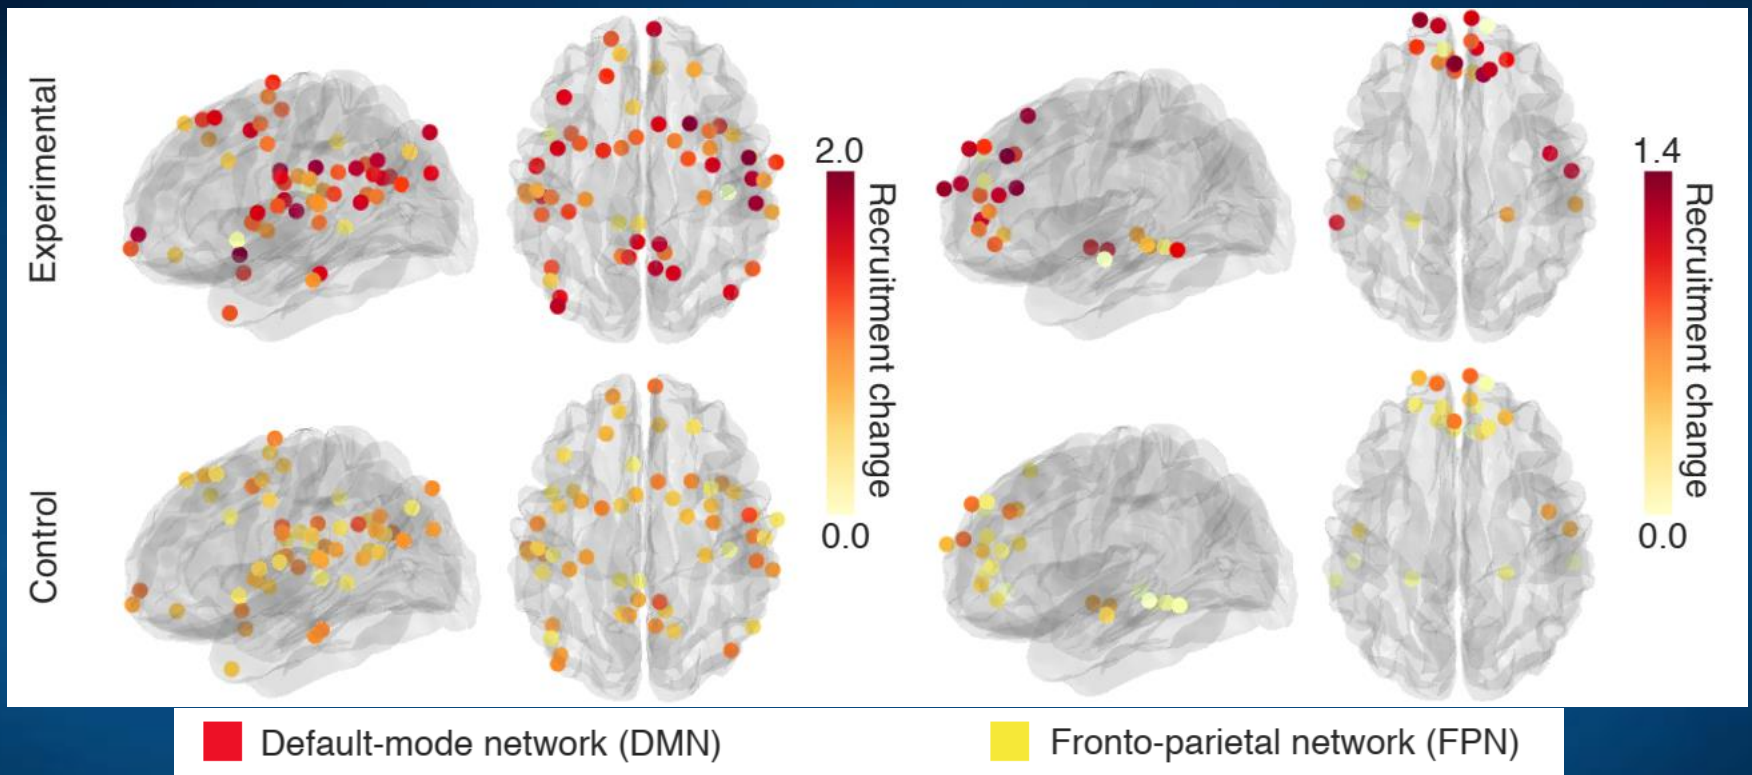 Experimental
2.0
Recruitment change
0.0
1.4
Recruitment change
0.0
Control
Default-mode network (DMN)
Fronto-parietal network (FPN)